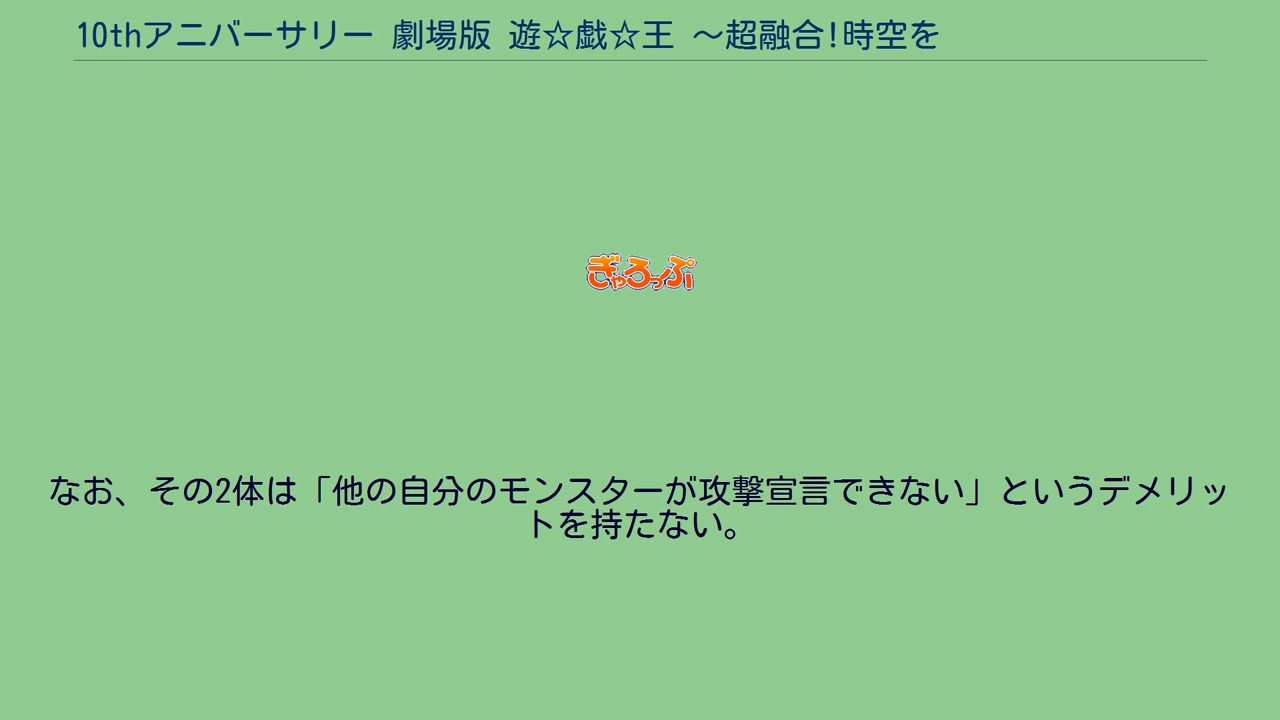 10thアニバーサリー 劇場版 遊☆戯☆王 ～超融合!時空を
ぎゃろっぷ
なお、その2体は「他の自分のモンスターが攻撃宣言できない」というデメリッ
トを持たない。